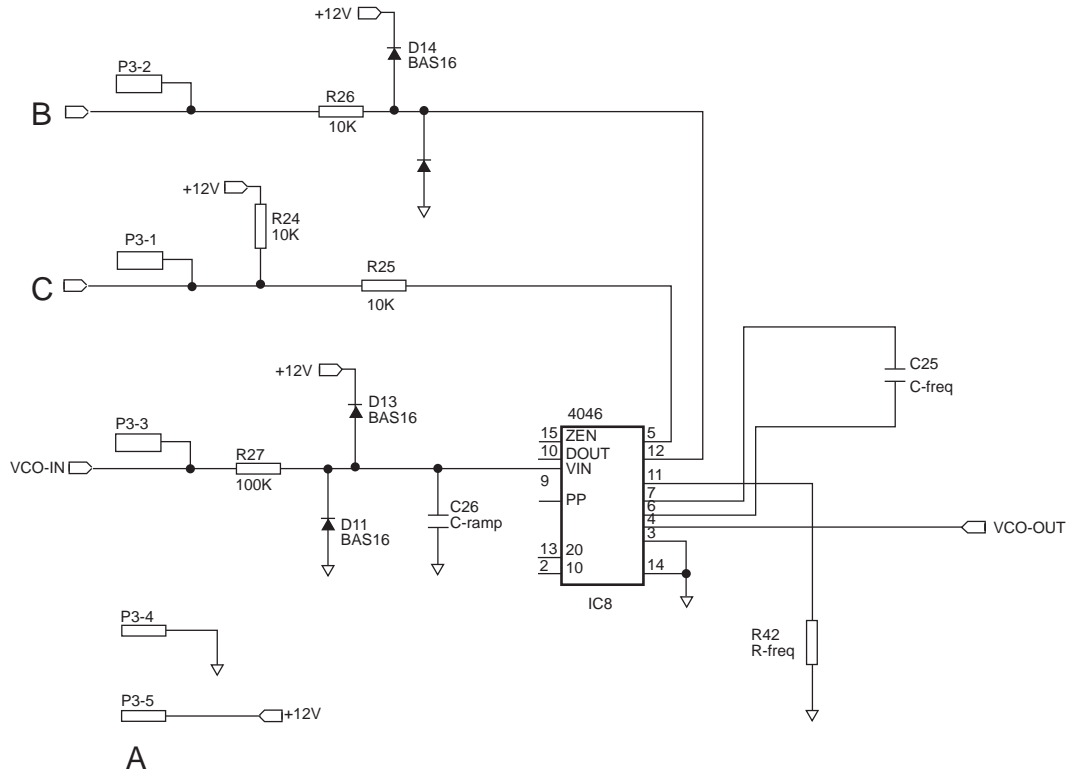 +12V
D14
BAS16
P3-2
B
R26
10K
+12V
R24
10K
P3-1
C
R25
10K
+12V
D13
BAS16
P3-3
VCO-IN
R27
100K
D11
BAS16
C26
C-ramp
4046
15 ZEN 5
10 DOUT 12
VIN
9
11
PP
7
6
4
3
13 20
2 10 14
IC8
C25
C-freq
VCO-OUT
R42
R-freq
P3-4
P3-5
+12V
A